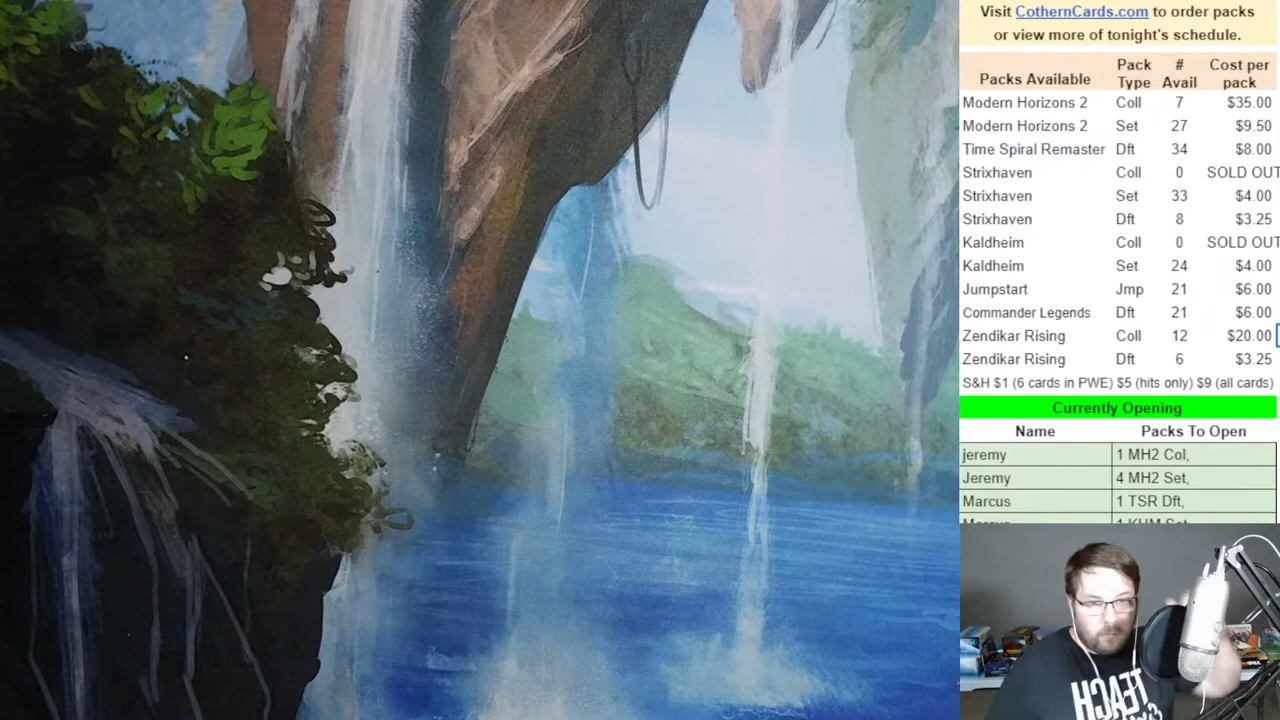 Visit CothernCards.com to order packs
or view more of tonight's schedule.
Packs Available Pack Type # Avail Cost per pack
Modern Horizons 2 Coll 7 $35.00
Modern Horizons 2 Set 27 $9.50
Time Spiral Remaster Dft 34 $8.00
Strixhaven Coll 0 SOLD OUT
Strixhaven Set 33 $4.00
Strixhaven Dft 8 $3.25
Kaldheim Coll 0 SOLD OUT
Kaldheim Set 24 $4.00
Jumpstart Jmp 21 $6.00
Commander Legends Dft 21 $6.00
Zendikar Rising Coll 12 $20.00
Zendikar Rising Dft 6 $3.25
S&H $1 (6 cards in PWE) $5 (hits only) $9 (all cards)
Currently Opening
Name Packs To Open
jeremy 1 MH2 Col,
Jeremy 4 MH2 Set,
Marcus 1 TSR Dft,
Marcus 1 KHM Set
TEACH